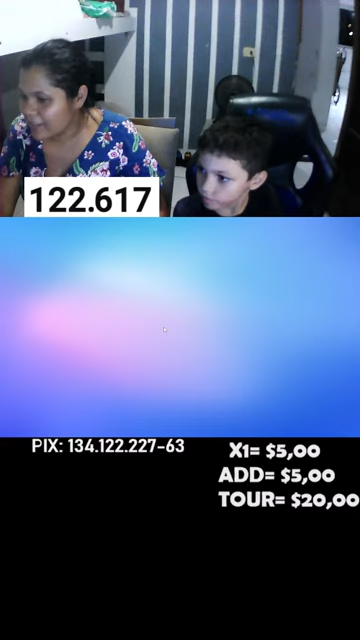 122.617
PIX: 134.122.227-63
X1= $5,00
ADD= $5,00
TOUR= $20,00